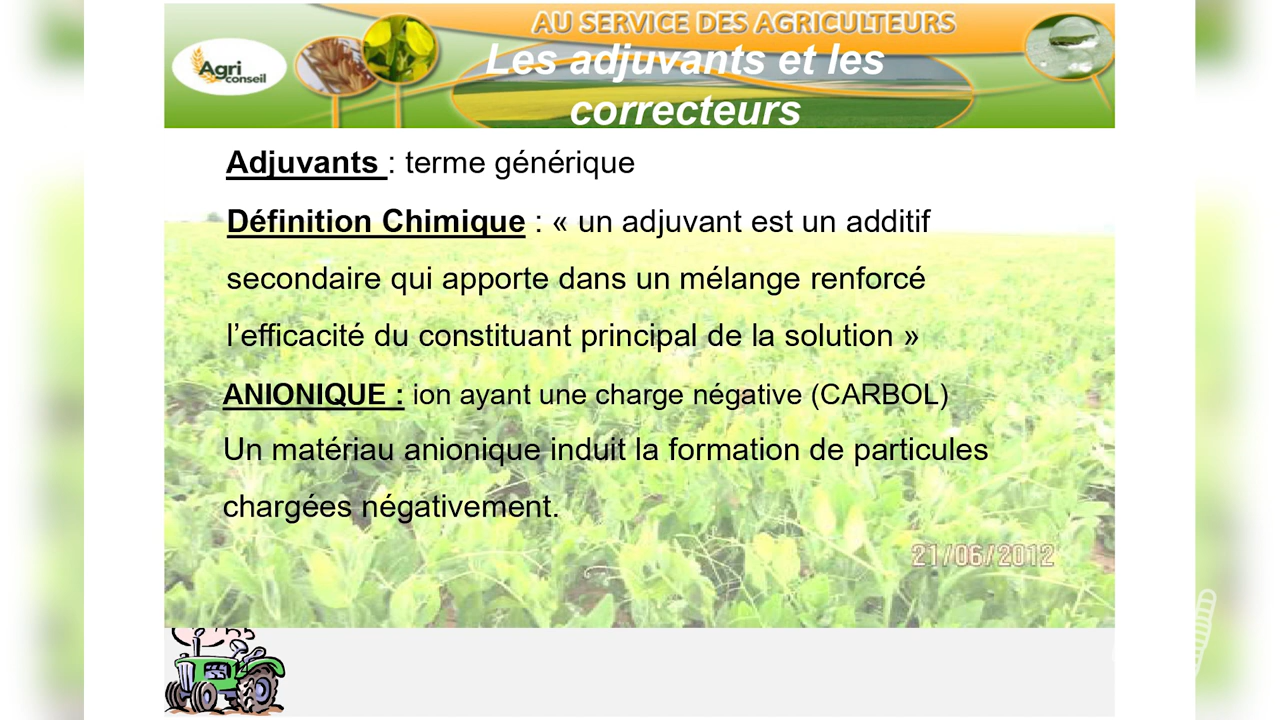 AU SERVICE DES AGRICULTEURS
Agri
conseil
Les adjuvants et les
correcteurs
Adjuvants : terme générique
Définition Chimique : « un adjuvant est un additif
secondaire qui apporte dans un mélange renforcé
l’efficacité du constituant principal de la solution »
ANIONIQUE : ion ayant une charge négative (CARBOL)
Un matériau anionique induit la formation de particules
chargées négativement.
21/06/2012